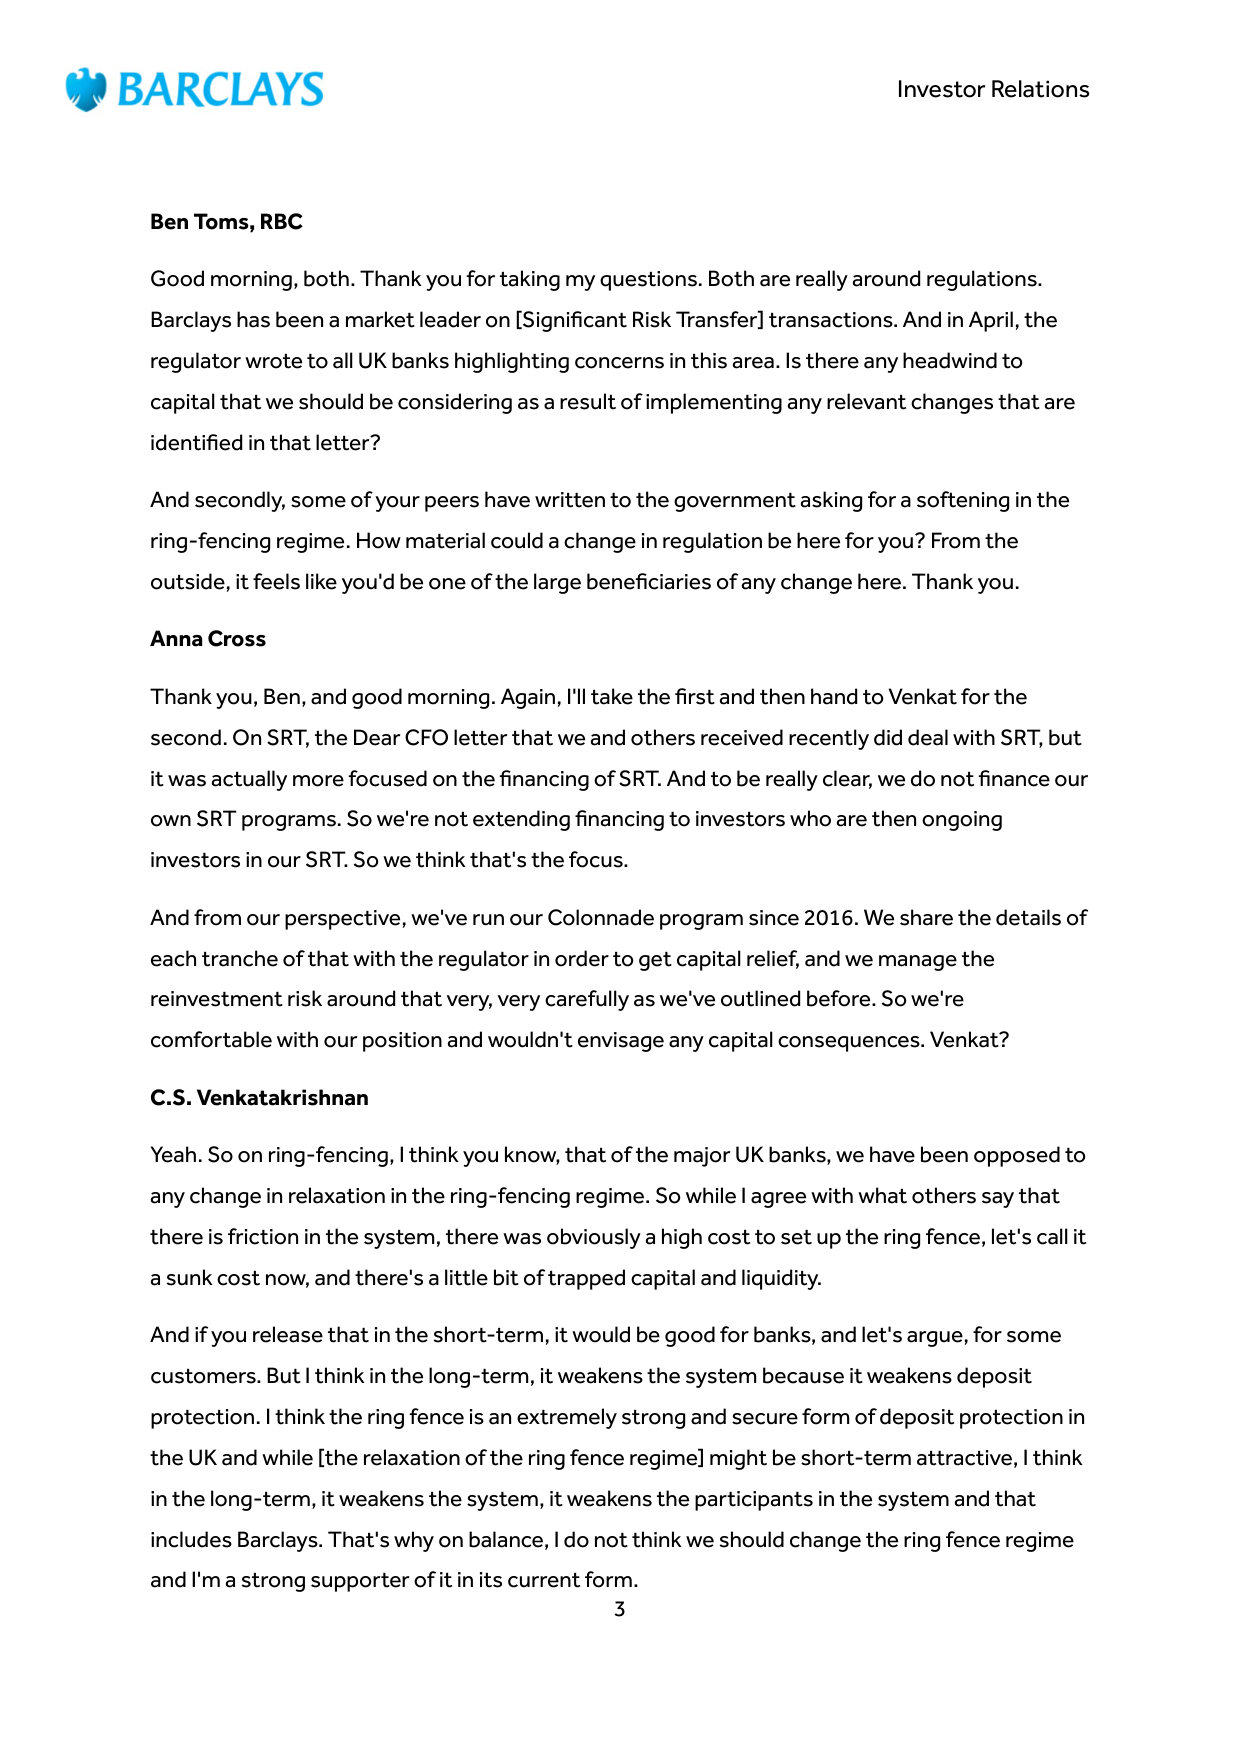 BARCLAYS
Investor Relations
Ben Toms, RBC
Good morning, both. Thank you for taking my questions. Both are really around regulations.
Barclays has been a market leader on [Significant Risk Transfer] transactions. And in April, the
regulator wrote to all UK banks highlighting concerns in this area. Is there any headwind to
capital that we should be considering as a result of implementing any relevant changes that are
identified in that letter?
And secondly, some of your peers have written to the government asking for a softening in the
ring-fencing regime. How material could a change in regulation be here for you? From the
outside, it feels like you'd be one of the large beneficiaries of any change here. Thank you.
Anna Cross
Thank you, Ben, and good morning. Again, I'll take the first and then hand to Venkat for the
second. On SRT, the Dear CFO letter that we and others received recently did deal with SRT, but
it was actually more focused on the financing of SRT. And to be really clear, we do not finance our
own SRT programs. So we're not extending financing to investors who are then ongoing
investors in our SRT. So we think that's the focus.
And from our perspective, we've run our Colonnade program since 2016. We share the details of
each tranche of that with the regulator in order to get capital relief, and we manage the
reinvestment risk around that very, very carefully as we've outlined before. So we're
comfortable with our position and wouldn't envisage any capital consequences. Venkat?
C.S. Venkatakrishnan
Yeah. So on ring-fencing, I think you know, that of the major UK banks, we have been opposed to
any change in relaxation in the ring-fencing regime. So while I agree with what others say that
there is friction in the system, there was obviously a high cost to set up the ring fence, let's call it
a sunk cost now, and there's a little bit of trapped capital and liquidity.
And if you release that in the short-term, it would be good for banks, and let's argue, for some
customers. But I think in the long-term, it weakens the system because it weakens deposit
protection. I think the ring fence is an extremely strong and secure form of deposit protection in
the UK and while [the relaxation of the ring fence regime] might be short-term attractive, I think
in the long-term, it weakens the system, it weakens the participants in the system and that
includes Barclays. That's why on balance, I do not think we should change the ring fence regime
and I'm a strong supporter of it in its current form.
3